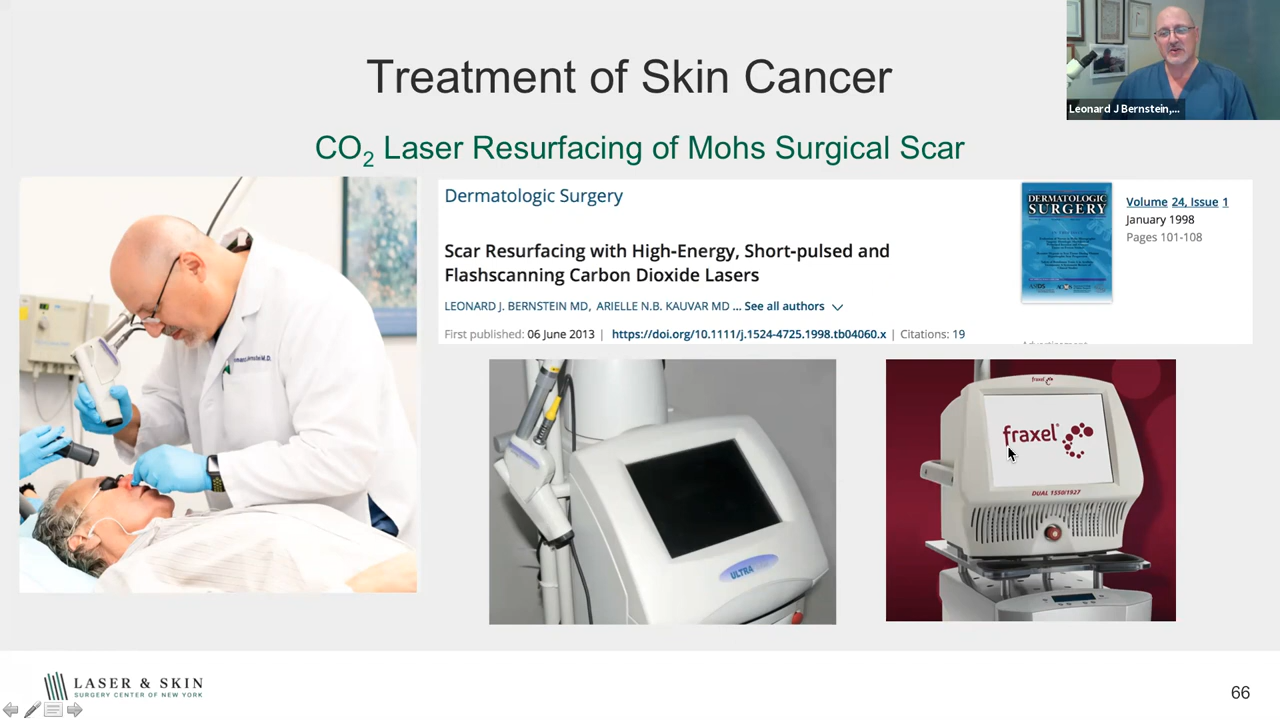 Treatment of Skin Cancer
Leonard J Bernstein,...
CO2 Laser Resurfacing of Mohs Surgical Scar
Dermatologic Surgery
Scar Resurfacing with High-Energy, Short-pulsed and
Flashscanning Carbon Dioxide Lasers
LEONARD J. BERNSTEIN MD, ARIELLE N.B. KAUVAR MD ... See all authors
First published: 06 June 2013 | https://doi.org/10.1111/j.1524-4725.1998.tb04060.x | Citations: 19
DERMATOLOGIC
SURGERY
Volume 24, Issue 1
January 1998
Pages 101-108
ULTRA
fraxel
fraxel
DUAL 1550/1927
LASER & SKIN
SURGERY CENTER OF NEW YORK
66